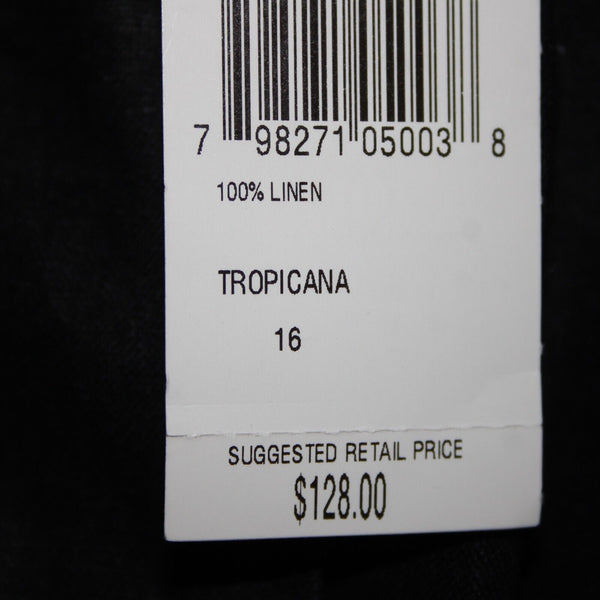 7 98271 05003 8
100% LINEN
TROPICANA
16
SUGGESTED RETAIL PRICE
$128.00